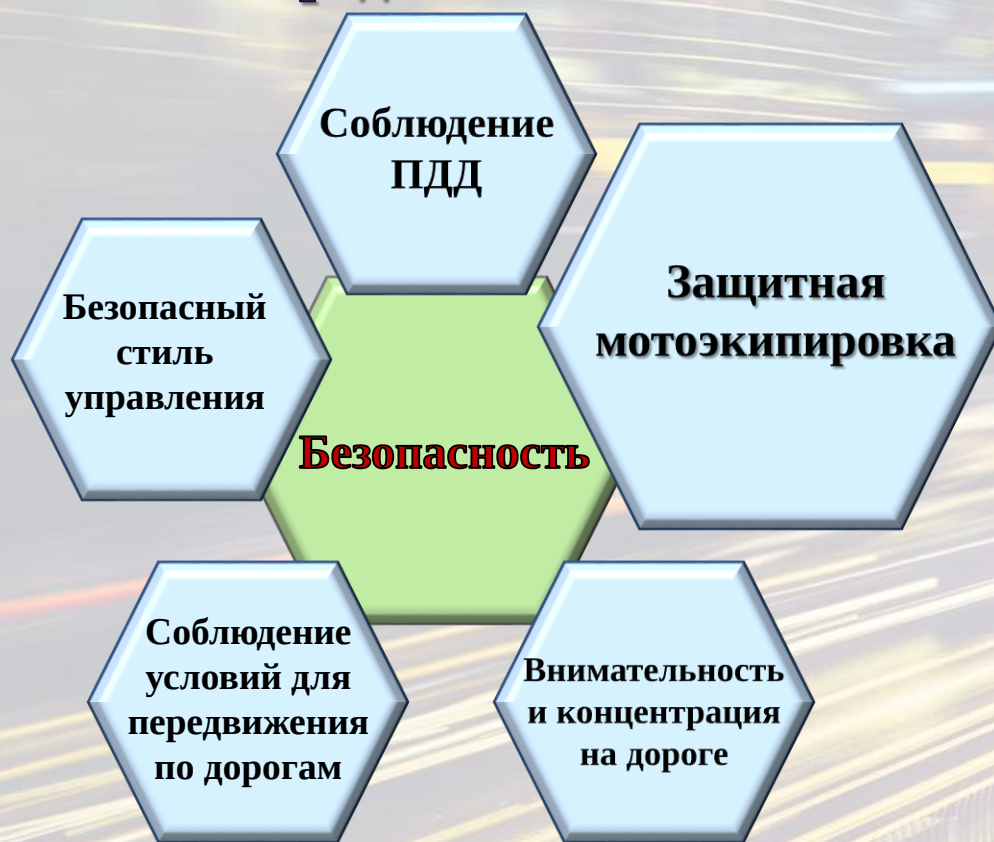 Соблюдение
ПДД
Защитная
мотоэкипировка
Безопасный
стиль
управления
Безопасность
Соблюдение
условий для
передвижения
по дорогам
Внимательность
и концентрация
на дороге